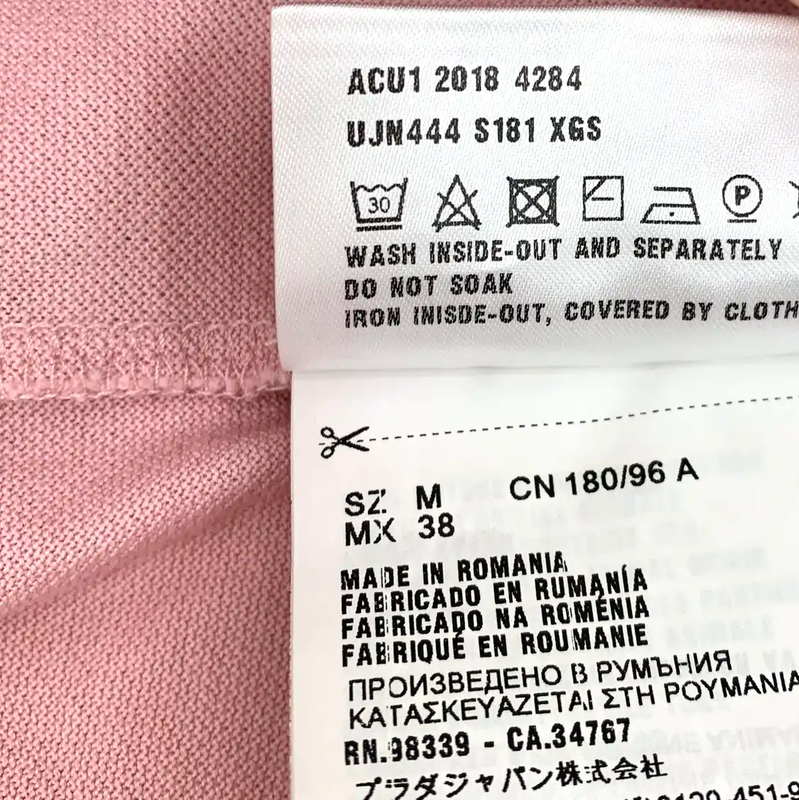 ACU1 2018 4284
UJN444 S181 XGS
30
P
WASH INSIDE-OUT AND SEPARATELY
DO NOT SOAK
IRON INISDE-OUT, COVERED BY CLOTH
SZ M CN 180/96 A
MX 38
MADE IN ROMANIA
FABRICADO EN RUMANÍA
FABRICADO NA ROMÉNIA
FABRIQUÉ EN ROUMANIE
ПРОИЗВЕДЕНО В РУМЪНИЯ
ΚΑΤΑΣΚΕΥΑΖΕΤΑΙ ΣΤΗ ΡΟΥΜΑΝΙΑ
RN.98339 - CA.34767
プラダジャパン株式会社